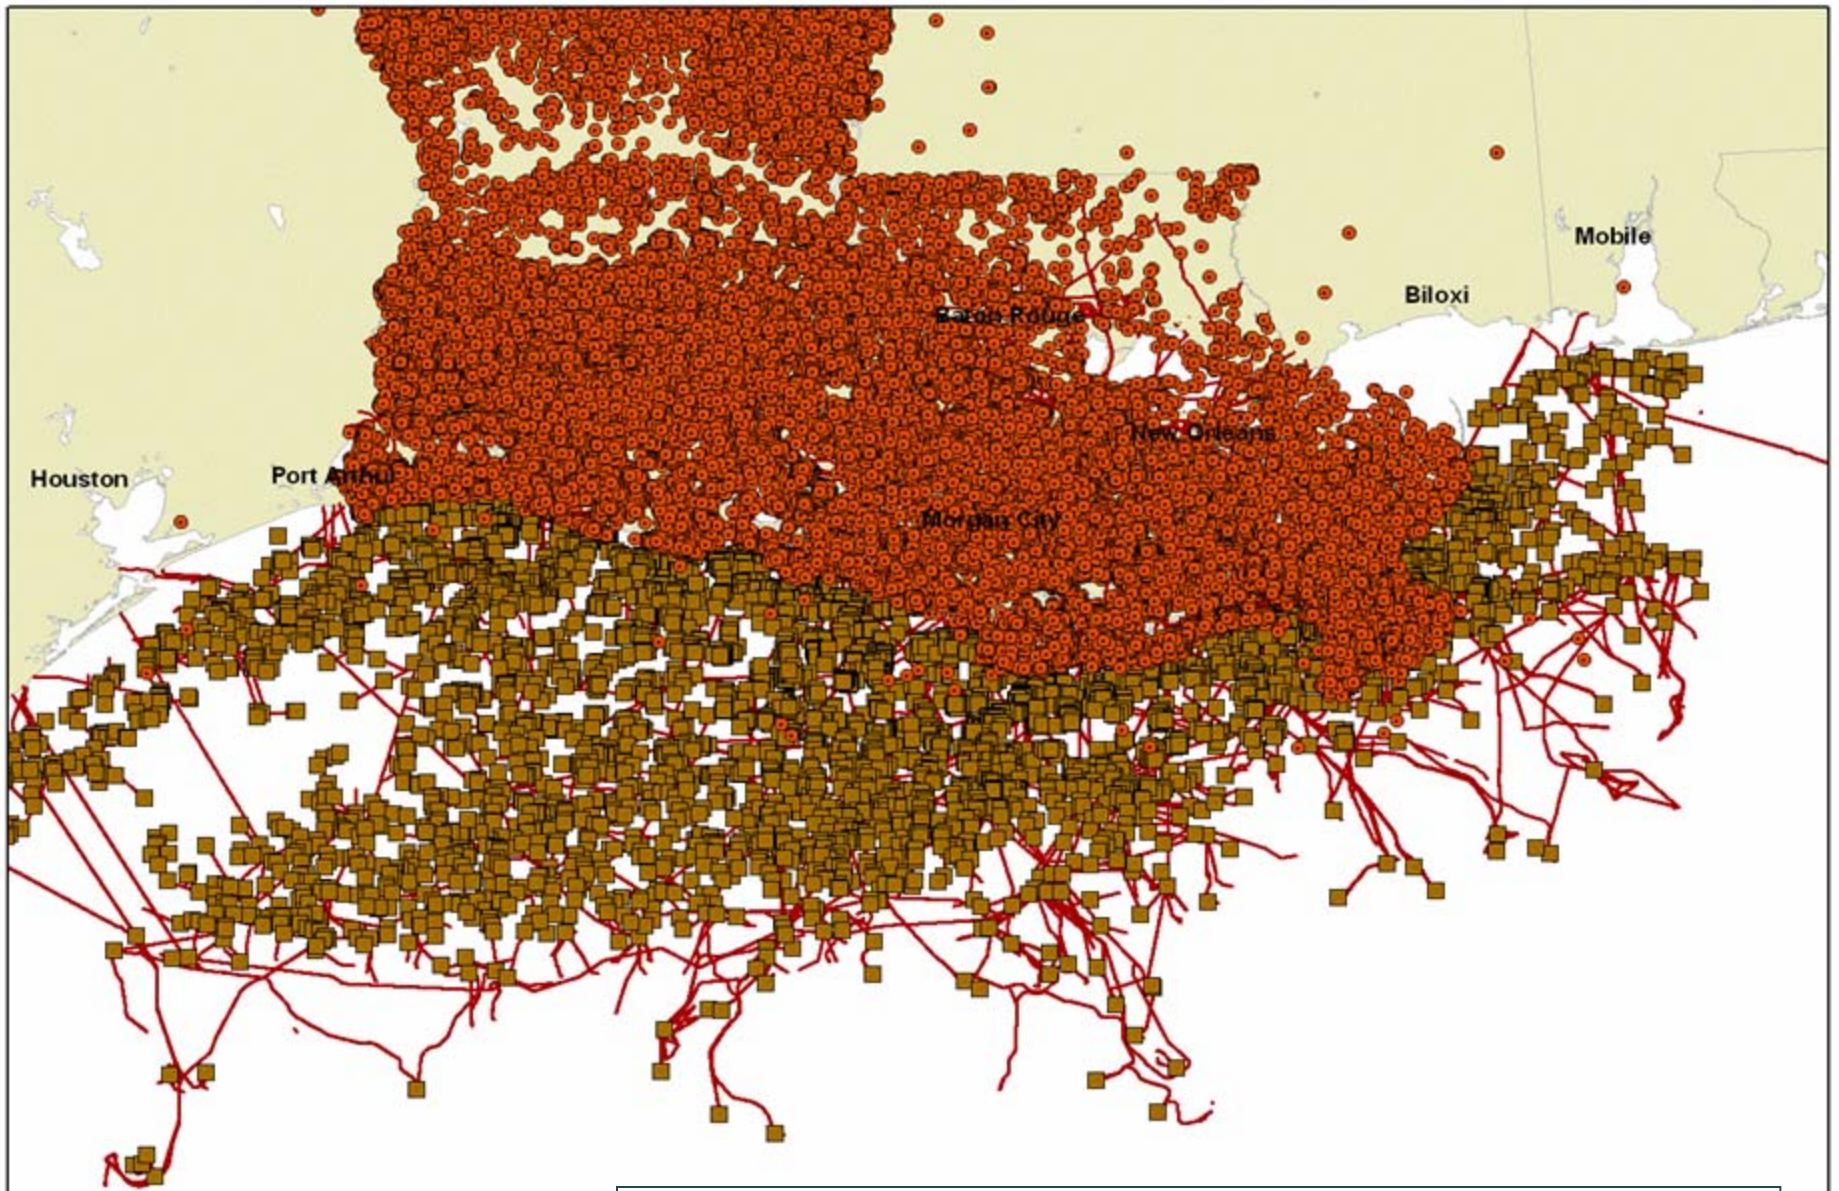 Mobile
Biloxi
Baton Rouge
New Orleans
Houston
Port Arthur
Morgan City